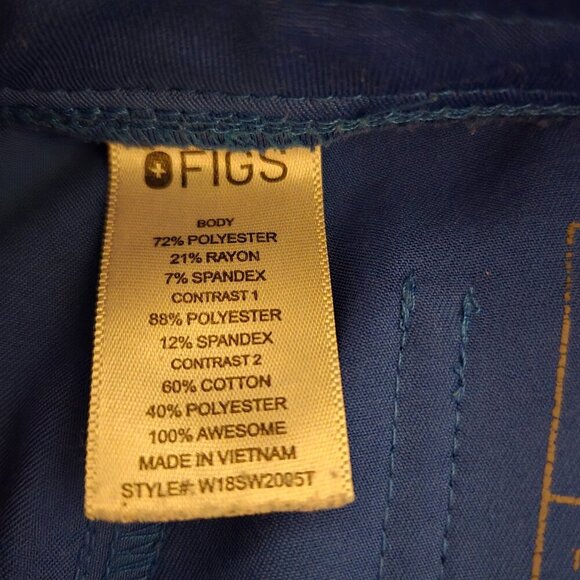 FIGS
BODY
72% POLYESTER
21% RAYON
7% SPANDEX
CONTRAST 1
88% POLYESTER
12% SPANDEX
CONTRAST 2
60% COTTON
40% POLYESTER
100% AWESOME
MADE IN VIETNAM
STYLE#: W18SW2005T